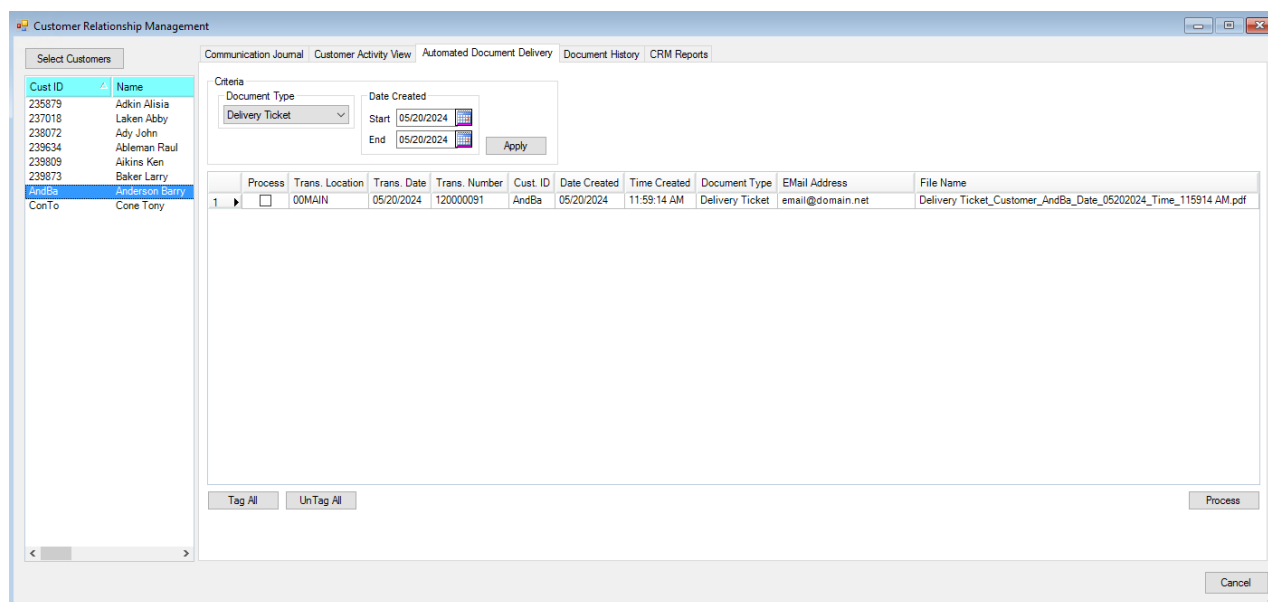 Customer Relationship Management
Select Customers
Communication Journal Customer Activity View Automated Document Delivery Document History CRM Reports
Cust ID Name
235879 Adkin Alisia
237018 Laken Abby
238072 Ady John
239634 Ableman Raul
239809 Aikins Ken
239873 Baker Larry
AndBa Anderson Barry
ConTo Cone Tony
Criteria
Document Type
Delivery Ticket
Date Created
Start 05/20/2024
End 05/20/2024
Apply
Process Trans. Location Trans. Date Trans. Number Cust. ID Date Created Time Created Document Type EMail Address File Name
1 00MAIN 05/20/2024 120000091 AndBa 05/20/2024 11:59:14 AM Delivery Ticket email@domain.net Delivery Ticket_Customer_AndBa_Date_05202024_Time_115914 AM.pdf
Tag All UnTag All Process
Cancel